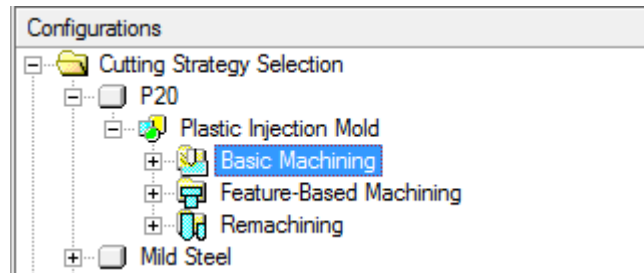 Configurations
Cutting Strategy Selection
P20
Plastic Injection Mold
Basic Machining
Feature-Based Machining
Remachining
Mild Steel